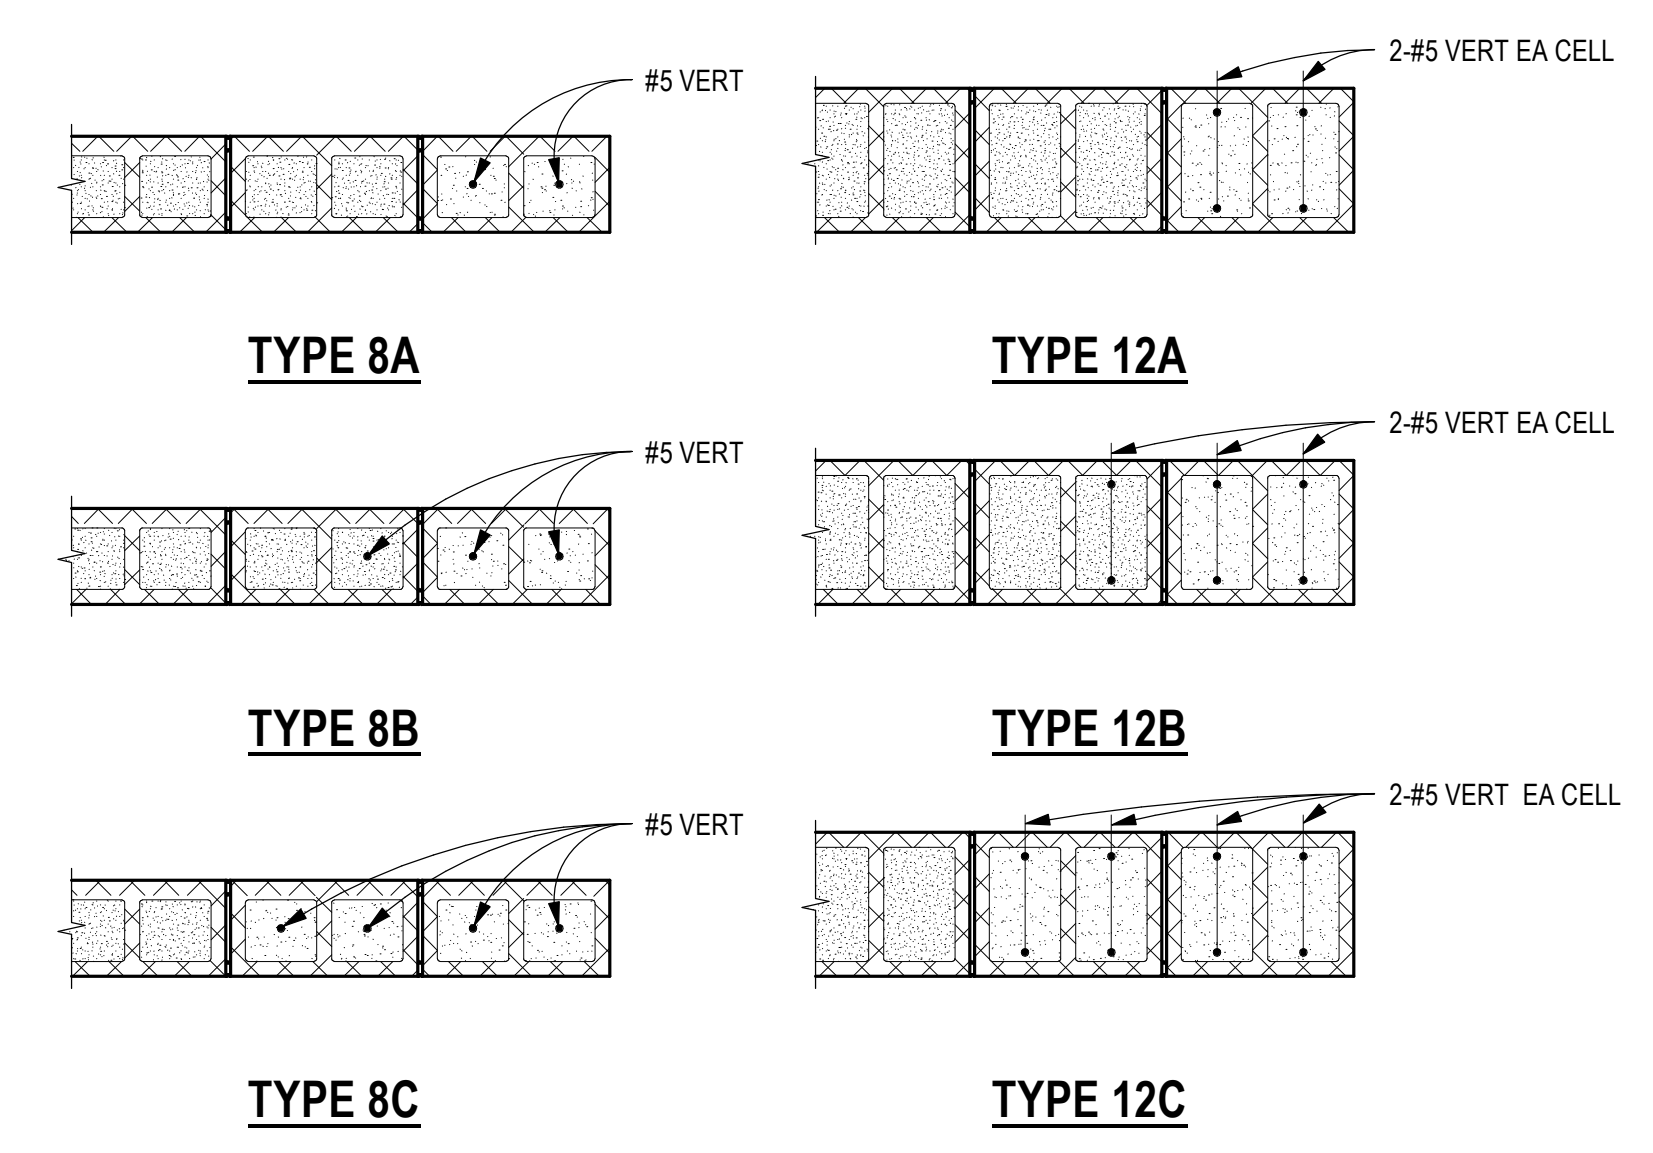 #5 VERT
2-#5 VERT EA CELL
TYPE 8A
TYPE 12A
#5 VERT
2-#5 VERT EA CELL
TYPE 8B
TYPE 12B
#5 VERT
2-#5 VERT EA CELL
TYPE 8C
TYPE 12C